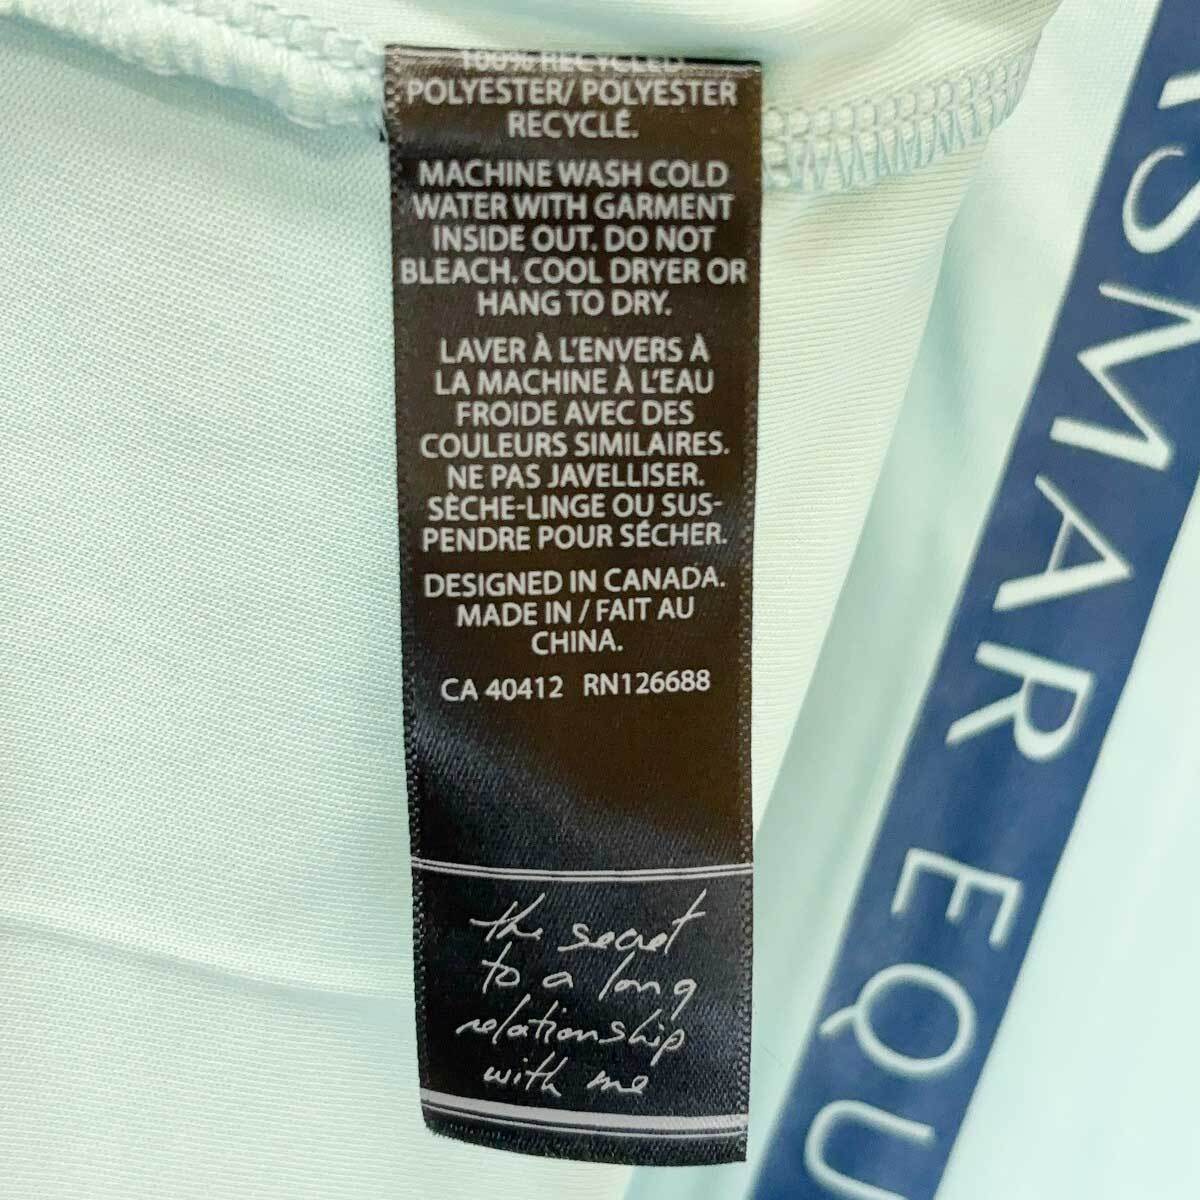 100% RECYCLED
POLYESTER/ POLYESTER
RECYCLÉ.
MACHINE WASH COLD
WATER WITH GARMENT
INSIDE OUT. DO NOT
BLEACH. COOL DRYER OR
HANG TO DRY.
LAVER À L'ENVERS À
LA MACHINE À L'EAU
FROIDE AVEC DES
COULEURS SIMILAIRES.
NE PAS JAVELLISER.
SÈCHE-LINGE OU SUS-
PENDRE POUR SÉCHER.
DESIGNED IN CANADA.
MADE IN / FAIT AU
CHINA.
CA 40412 RN126688
the secret
to a long
relationship
with me
ISMAR EQU